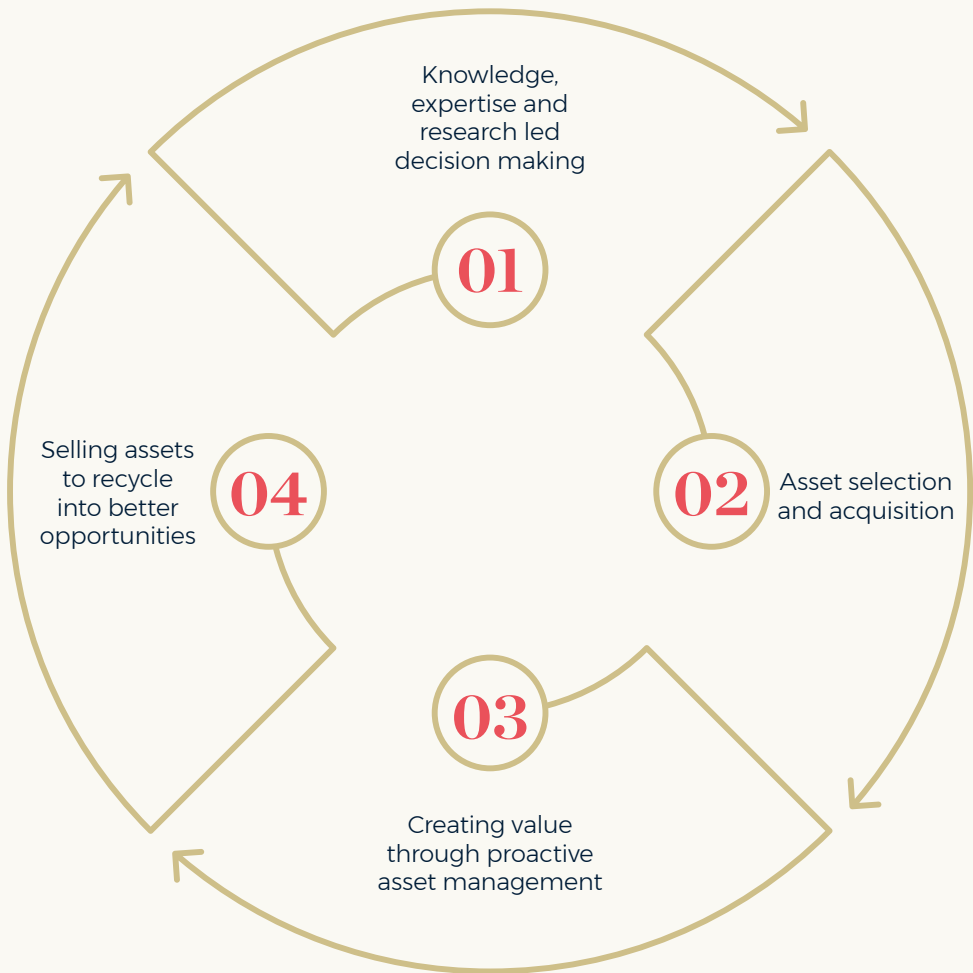 Knowledge,
expertise and
research led
decision making
01
02
Asset selection
and acquisition
03
Creating value
through proactive
asset management
04
Selling assets
to recycle
into better
opportunities